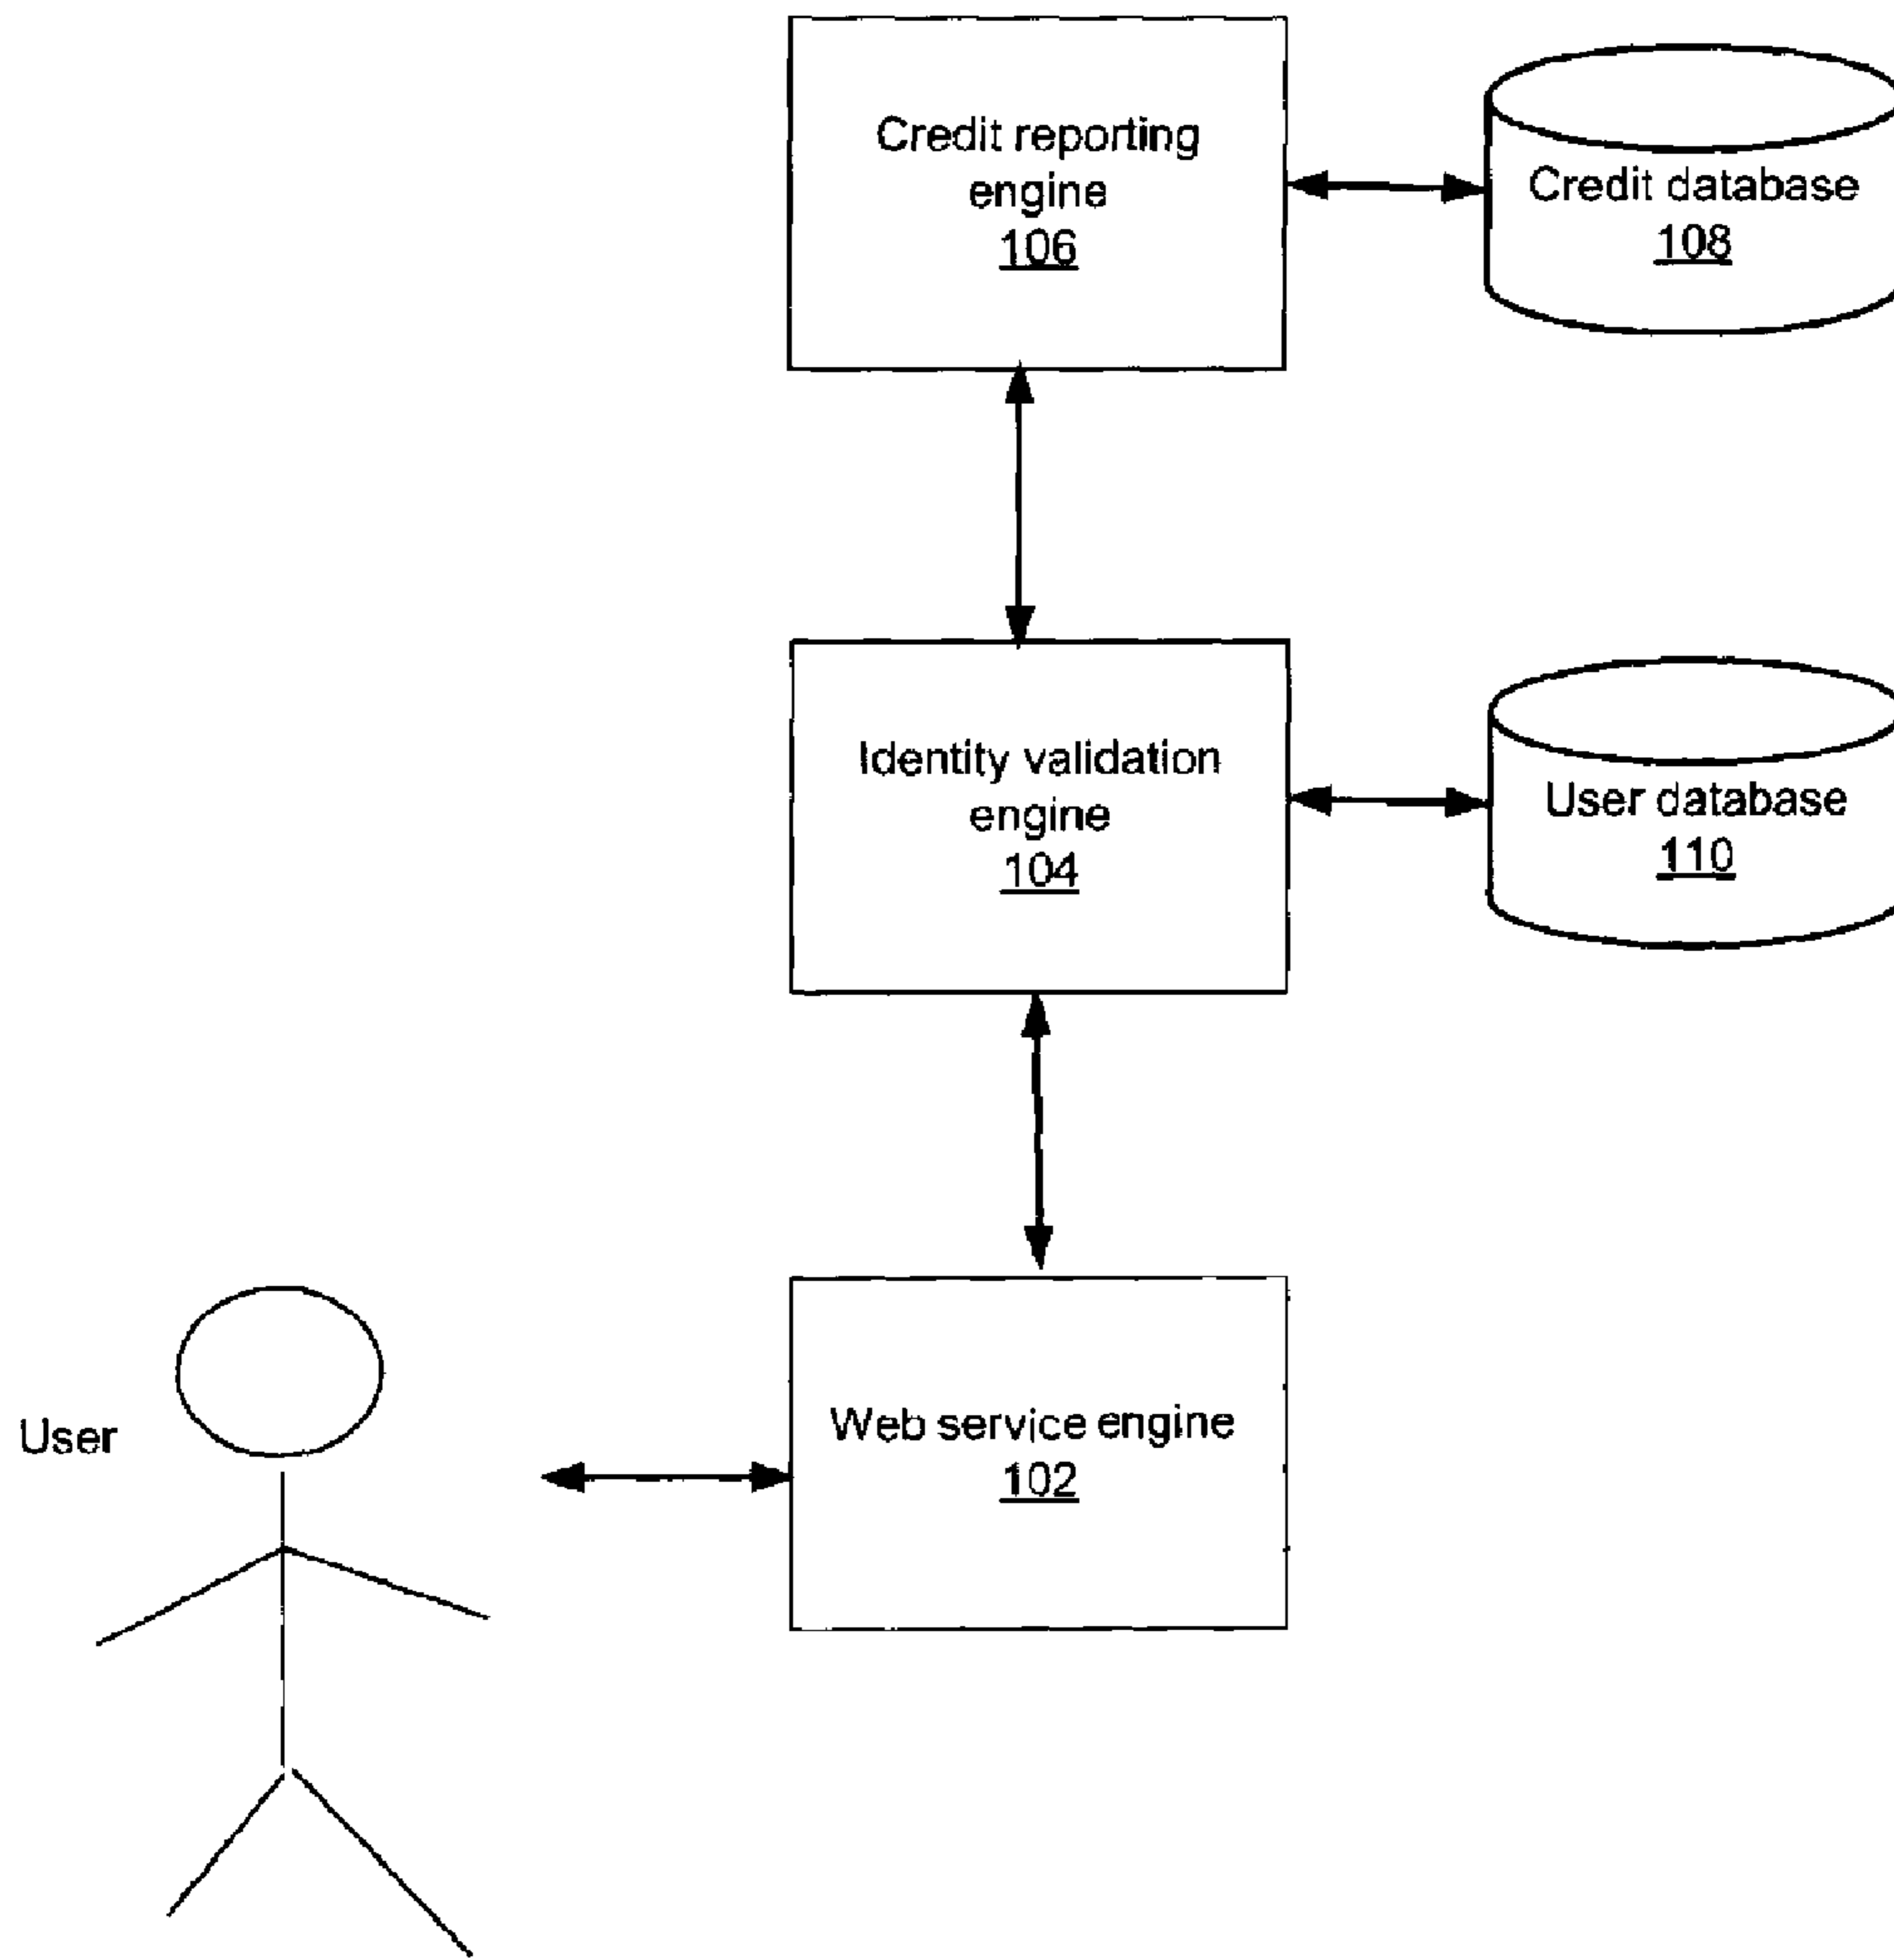 Credit reporting
engine
106
Credit database
108
Identity validation
engine
104
User database
110
User
Web service engine
102